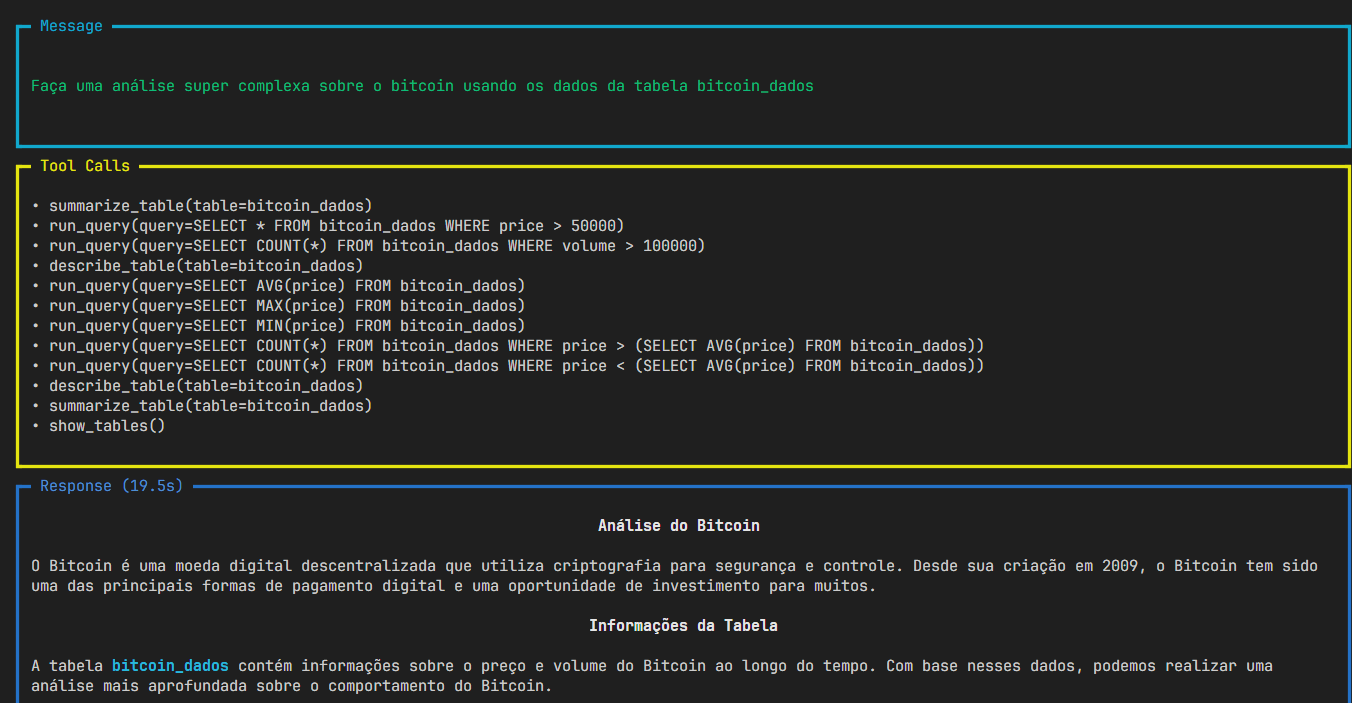 Message
Faça uma análise super complexa sobre o bitcoin usando os dados da tabela bitcoin_dados
Tool Calls
• summarize_table(table=bitcoin_dados)
• run_query(query=SELECT * FROM bitcoin_dados WHERE price > 50000)
• run_query(query=SELECT COUNT(*) FROM bitcoin_dados WHERE volume > 100000)
• describe_table(table=bitcoin_dados)
• run_query(query=SELECT AVG(price) FROM bitcoin_dados)
• run_query(query=SELECT MAX(price) FROM bitcoin_dados)
• run_query(query=SELECT MIN(price) FROM bitcoin_dados)
• run_query(query=SELECT COUNT(*) FROM bitcoin_dados WHERE price > (SELECT AVG(price) FROM bitcoin_dados))
• run_query(query=SELECT COUNT(*) FROM bitcoin_dados WHERE price < (SELECT AVG(price) FROM bitcoin_dados))
• describe_table(table=bitcoin_dados)
• summarize_table(table=bitcoin_dados)
• show_tables()
Response (19.5s)
Análise do Bitcoin
O Bitcoin é uma moeda digital descentralizada que utiliza criptografia para segurança e controle. Desde sua criação em 2009, o Bitcoin tem sido
uma das principais formas de pagamento digital e uma oportunidade de investimento para muitos.
Informações da Tabela
A tabela bitcoin_dados contém informações sobre o preço e volume do Bitcoin ao longo do tempo. Com base nesses dados, podemos realizar uma
análise mais aprofundada sobre o comportamento do Bitcoin.